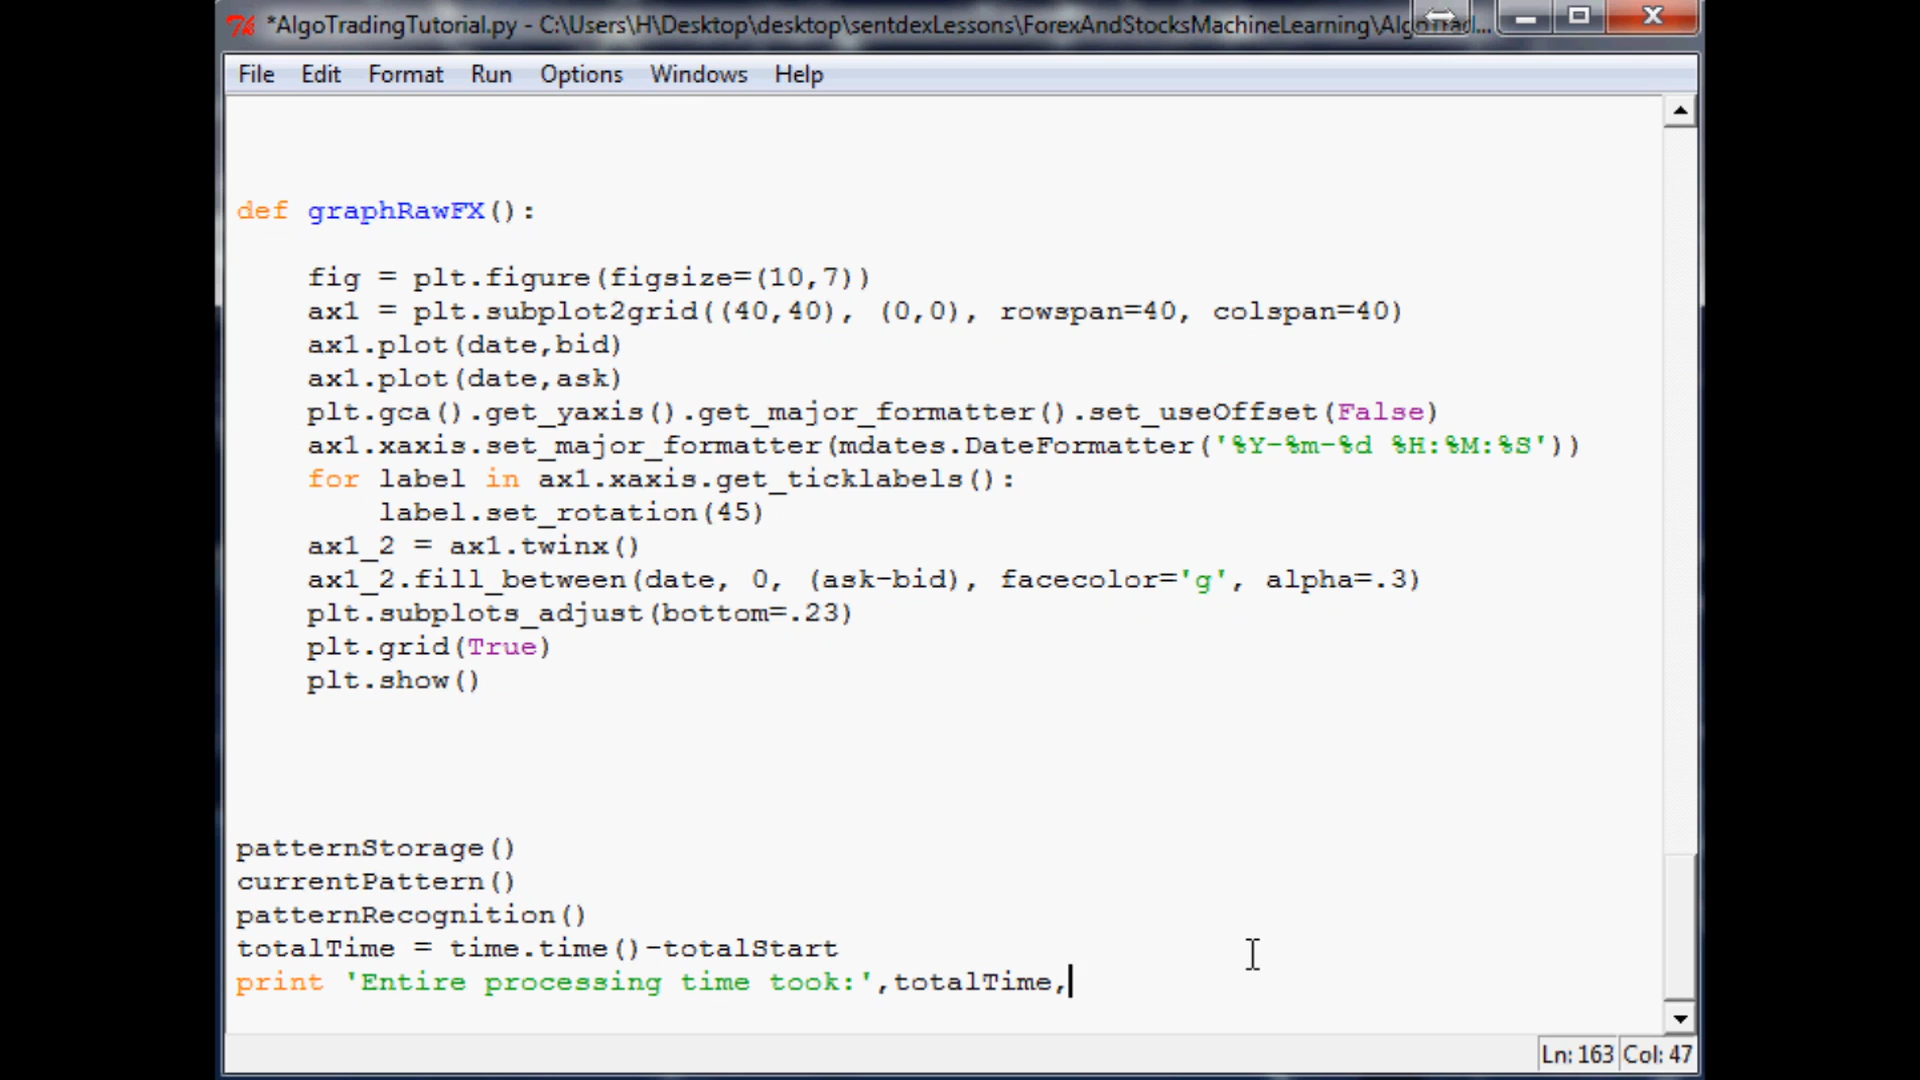 *AlgoTradingTutorial.py - C:\Users\H\Desktop\desktop\sentdexLessons\ForexAndStocksMachineLearning\AlgoTrad...
File Edit Format Run Options Windows Help
def graphRawFX():
    fig = plt.figure(figsize=(10,7))
    ax1 = plt.subplot2grid((40,40), (0,0), rowspan=40, colspan=40)
    ax1.plot(date,bid)
    ax1.plot(date,ask)
    plt.gca().get_yaxis().get_major_formatter().set_useOffset(False)
    ax1.xaxis.set_major_formatter(mdates.DateFormatter('%Y-%m-%d %H:%M:%S'))
    for label in ax1.xaxis.get_ticklabels():
        label.set_rotation(45)
    ax1_2 = ax1.twinx()
    ax1_2.fill_between(date, 0, (ask-bid), facecolor='g', alpha=.3)
    plt.subplots_adjust(bottom=.23)
    plt.grid(True)
    plt.show()
patternStorage()
currentPattern()
patternRecognition()
totalTime = time.time()-totalStart
print 'Entire processing time took:',totalTime,
Ln: 163 Col: 47